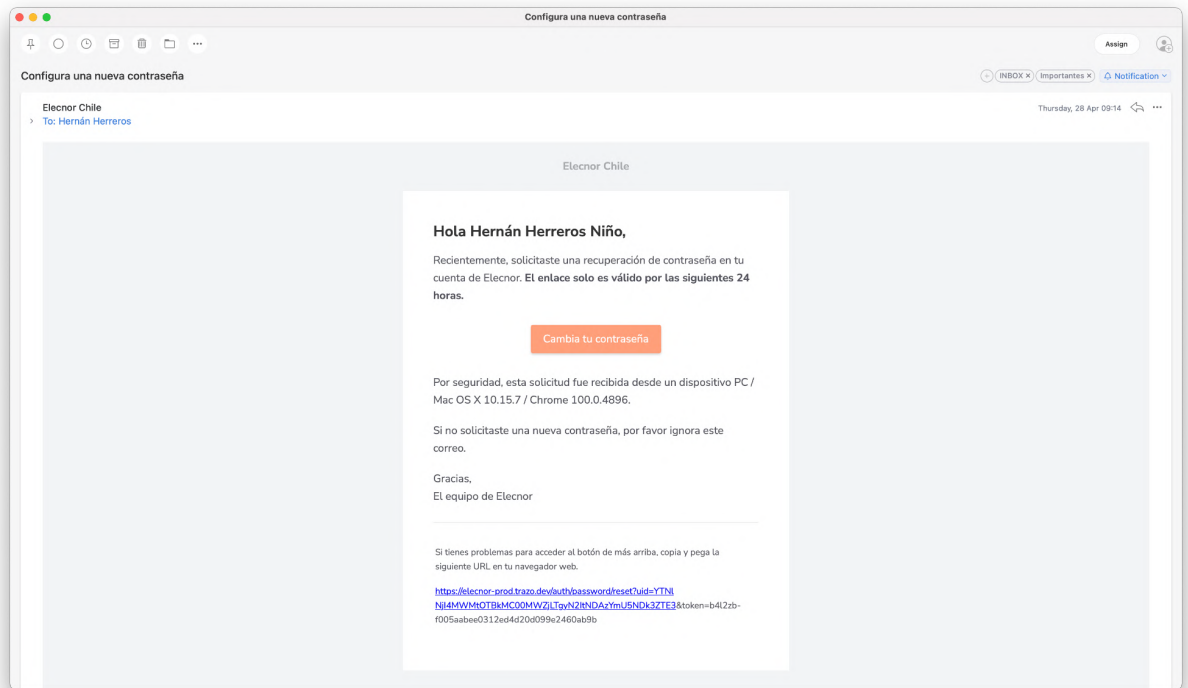 Configura una nueva contraseña
Assign
Configura una nueva contraseña
INBOX × Importantes × Notification
Elecnor Chile
Thursday, 28 Apr 09:14
To: Hernán Herreros
Elecnor Chile
Hola Hernán Herreros Niño,
Recientemente, solicitaste una recuperación de contraseña en tu
cuenta de Elecnor. El enlace solo es válido por las siguientes 24
horas.
Cambia tu contraseña
Por seguridad, esta solicitud fue recibida desde un dispositivo PC /
Mac OS X 10.15.7 / Chrome 100.0.4896.
Si no solicitaste una nueva contraseña, por favor ignora este
correo.
Gracias,
El equipo de Elecnor
Si tienes problemas para acceder al botón de más arriba, copia y pega la
siguiente URL en tu navegador web.
https://elecnor-prod.trazo.dev/auth/password/reset?uid=YTNl
NjI4MWMtOTBkMC00MWZjLTgyN2ItNDAzYmU5NDk3ZTE3&token=b4l2zb-
f005aabee0312ed4d20d099e2460ab9b